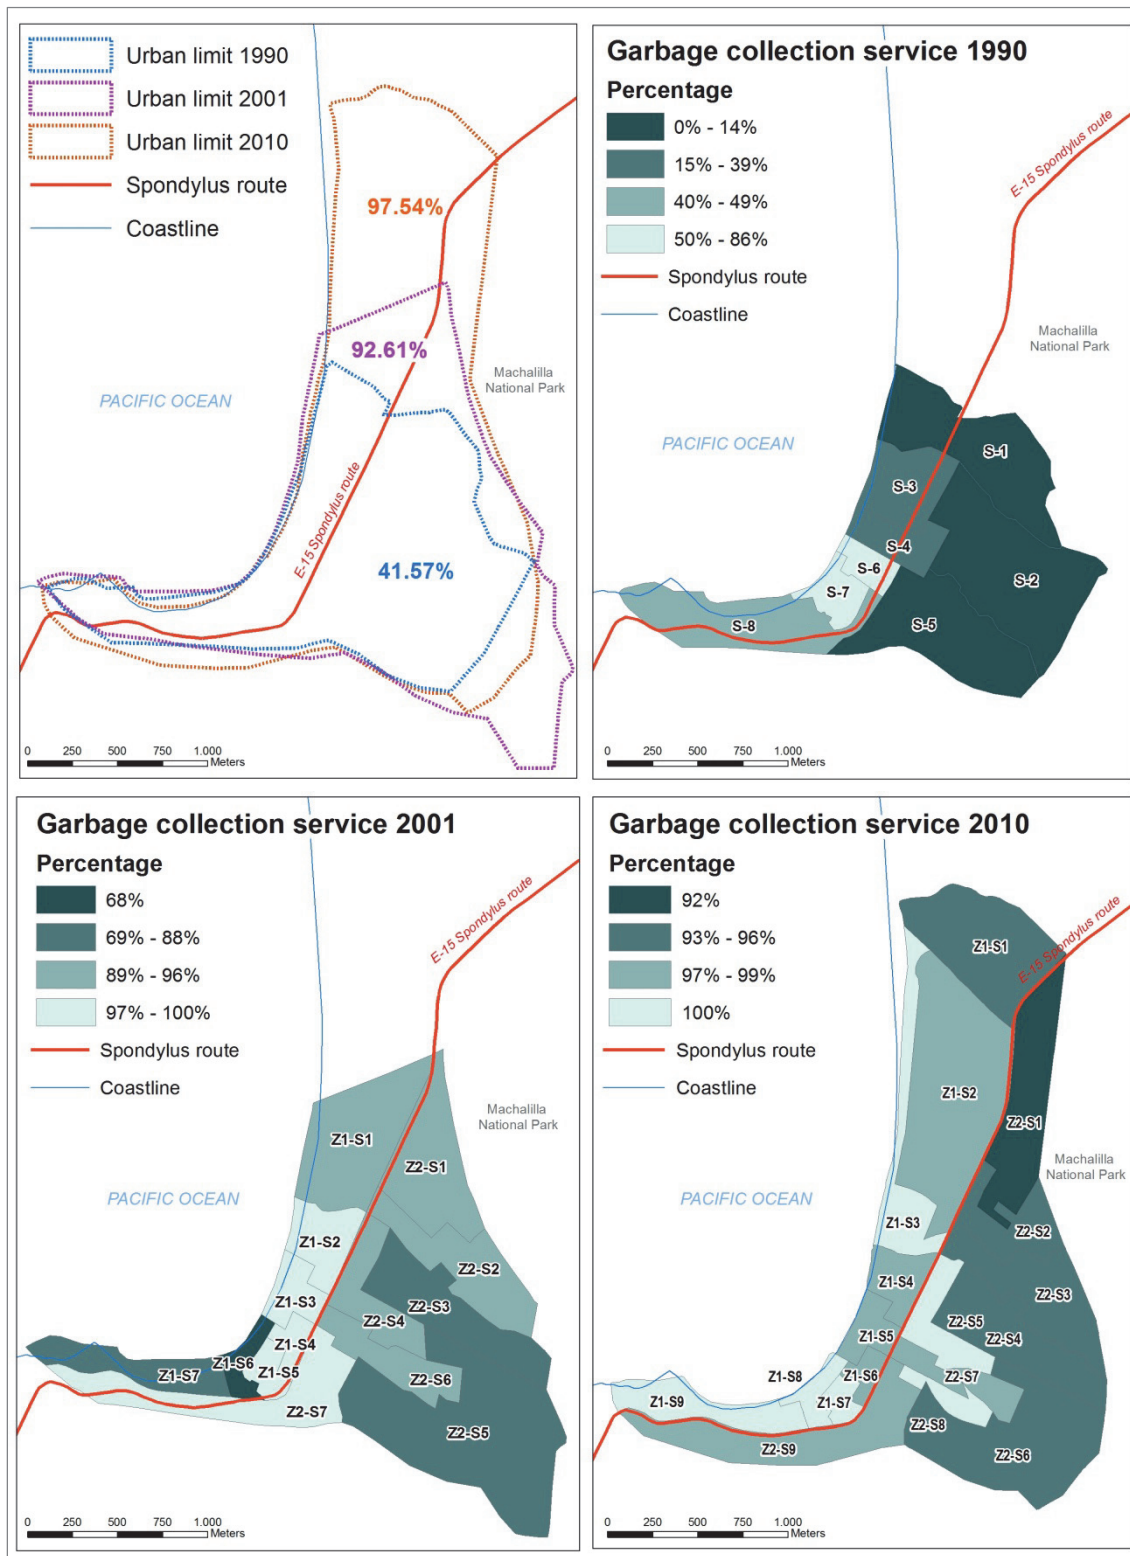 Urban limit 1990
Urban limit 2001
Urban limit 2010
Spondylus route
Coastline
97.54%
92.61%
Machalilla
National Park
PACIFIC OCEAN
E-15 Spondylus route
41.57%
0 250 500 750 1.000
Meters
Garbage collection service 1990
Percentage
0% - 14%
15% - 39%
40% - 49%
50% - 86%
Spondylus route
Coastline
E-15 Spondylus route
Machalilla
National Park
PACIFIC OCEAN
S-1
S-3
S-4
S-6
S-2
S-7
S-8
S-5
0 250 500 750 1.000
Meters
Garbage collection service 2001
Percentage
68%
69% - 88%
89% - 96%
97% - 100%
Spondylus route
Coastline
E-15 Spondylus route
Machalilla
National Park
PACIFIC OCEAN
Z1-S1
Z2-S1
Z1-S2
Z2-S2
Z1-S3
Z2-S3
Z2-S4
Z1-S4
Z1-S6
Z1-S7
Z1-S5
Z2-S6
Z2-S7
Z2-S5
0 250 500 750 1.000
Meters
Garbage collection service 2010
Percentage
92%
93% - 96%
97% - 99%
100%
Spondylus route
Coastline
E-15 Spondylus route
Z1-S1
Z1-S2
Z2-S1
Machalilla
National Park
PACIFIC OCEAN
Z1-S3
Z2-S2
Z1-S4
Z2-S3
Z2-S5
Z1-S5
Z2-S4
Z1-S8
Z1-S6
Z2-S7
Z1-S9
Z1-S7
Z2-S8
Z2-S9
Z2-S6
0 250 500 750 1.000
Meters